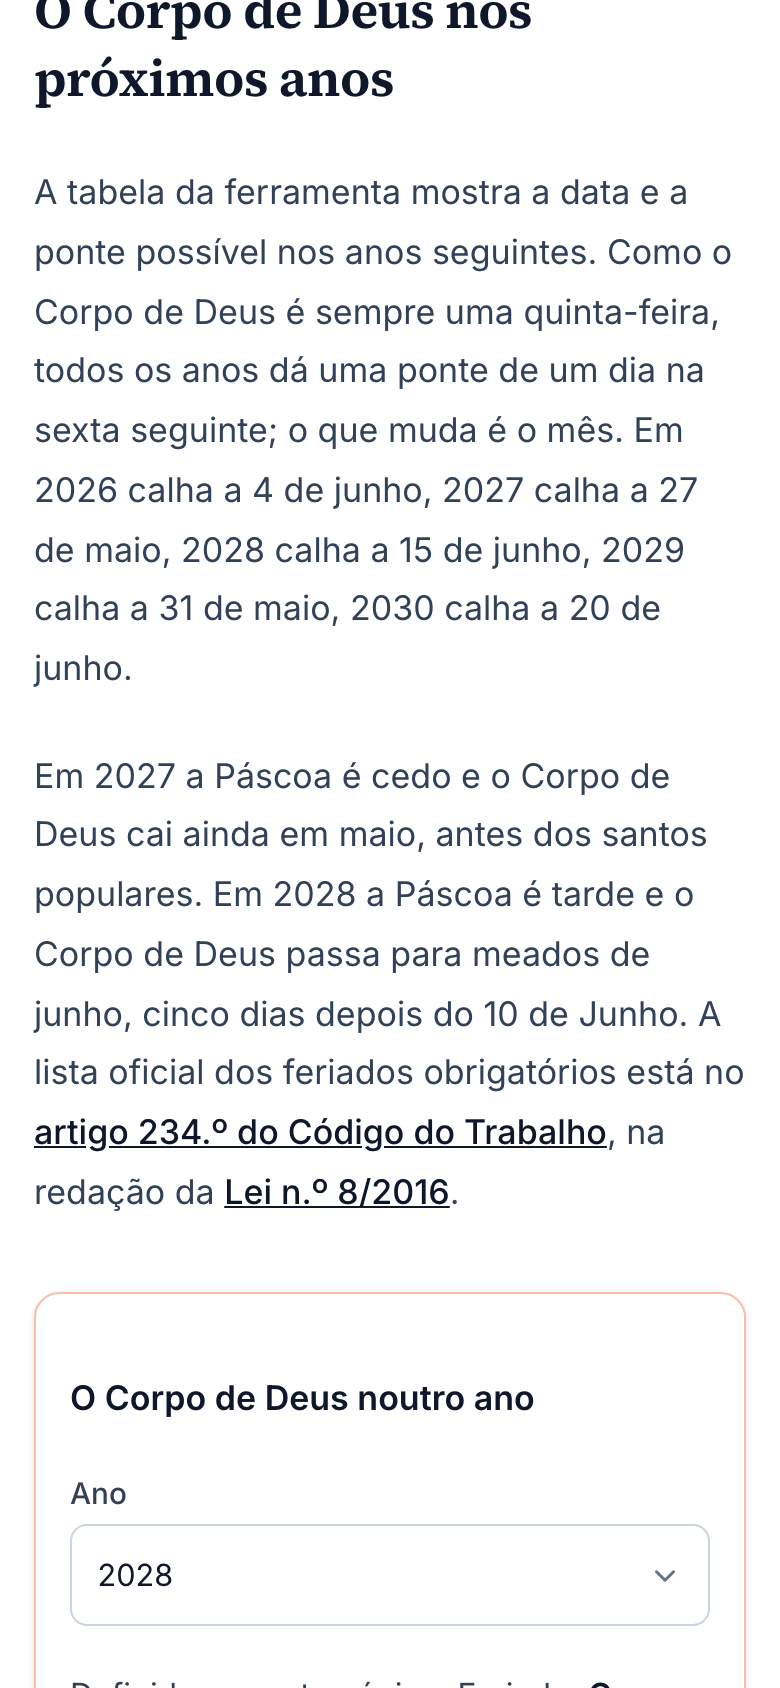 O Corpo de Deus nos
próximos anos
A tabela da ferramenta mostra a data e a
ponte possível nos anos seguintes. Como o
Corpo de Deus é sempre uma quinta-feira,
todos os anos dá uma ponte de um dia na
sexta seguinte; o que muda é o mês. Em
2026 calha a 4 de junho, 2027 calha a 27
de maio, 2028 calha a 15 de junho, 2029
calha a 31 de maio, 2030 calha a 20 de
junho.
Em 2027 a Páscoa é cedo e o Corpo de
Deus cai ainda em maio, antes dos santos
populares. Em 2028 a Páscoa é tarde e o
Corpo de Deus passa para meados de
junho, cinco dias depois do 10 de Junho. A
lista oficial dos feriados obrigatórios está no
artigo 234.º do Código do Trabalho, na
redação da Lei n.º 8/2016.
O Corpo de Deus noutro ano
Ano
2028